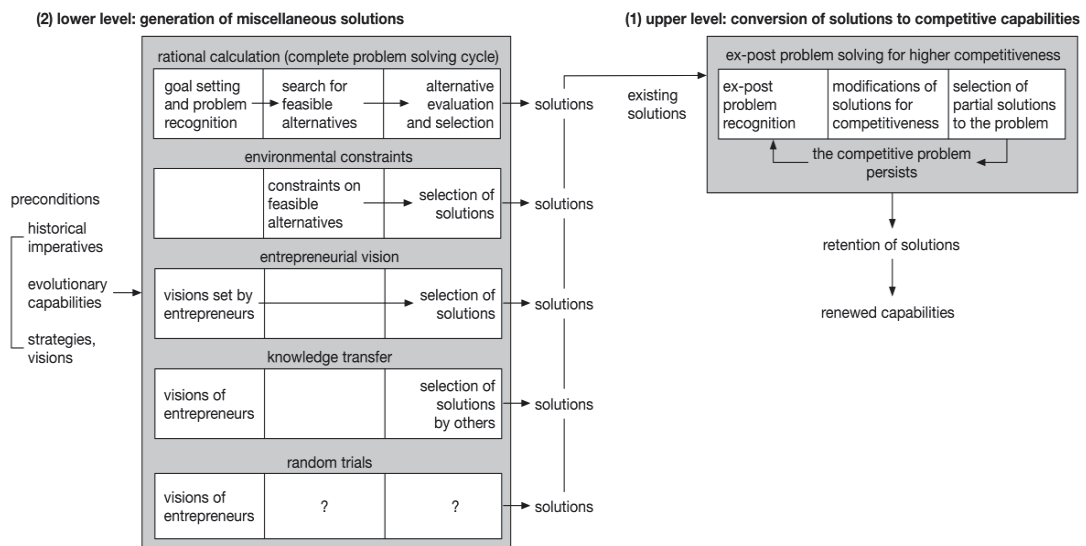 (2) lower level: generation of miscellaneous solutions
rational calculation (complete problem solving cycle)
goal setting
and problem
recognition
search for
feasible
alternatives
alternative
evaluation
and selection
solutions
environmental constraints
constraints on
feasible
alternatives
selection of
solutions
solutions
preconditions
historical
imperatives
evolutionary
capabilities
strategies,
visions
entrepreneurial vision
visions set by
entrepreneurs
selection of
solutions
solutions
knowledge transfer
visions of
entrepreneurs
selection of
solutions
by others
solutions
random trials
visions of
entrepreneurs
?
?
solutions
(1) upper level: conversion of solutions to competitive capabilities
existing
solutions
ex-post problem solving for higher competitiveness
ex-post
problem
recognition
modifications of
solutions for
competitiveness
selection of
partial solutions
to the problem
the competitive problem
persists
retention of solutions
renewed capabilities